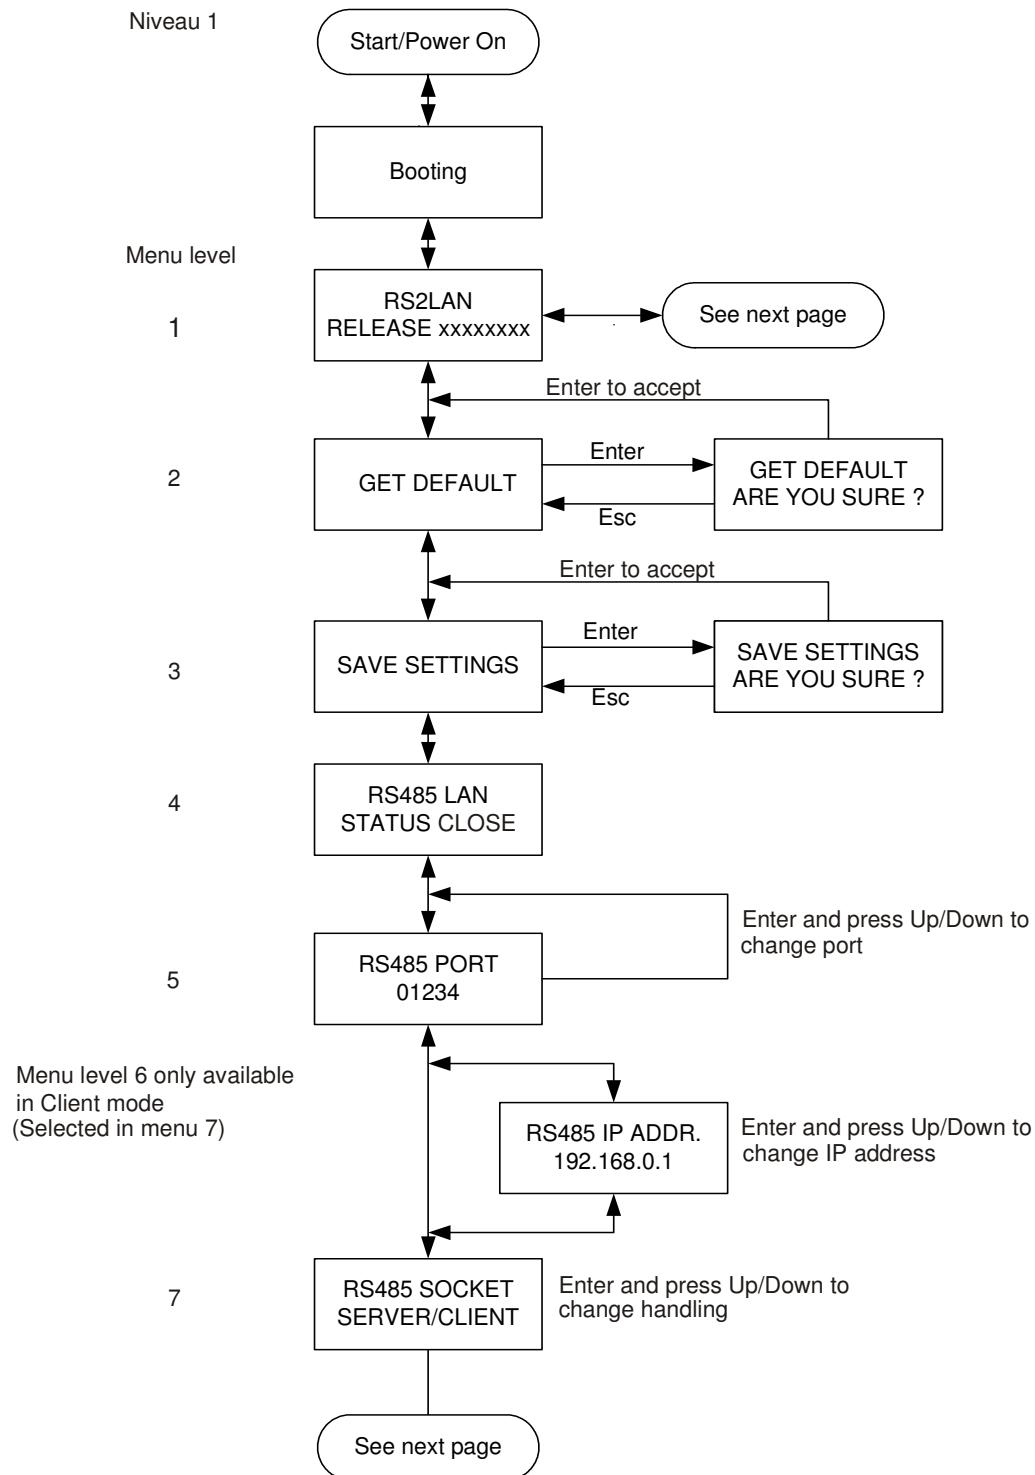 Niveau 1
Start/Power On
Booting
Menu level
1
RS2LAN
RELEASE xxxxxxxx
See next page
Enter to accept
2
GET DEFAULT
Enter
Esc
GET DEFAULT
ARE YOU SURE ?
Enter to accept
3
SAVE SETTINGS
Enter
Esc
SAVE SETTINGS
ARE YOU SURE ?
4
RS485 LAN
STATUS CLOSE
5
RS485 PORT
01234
Enter and press Up/Down to
change port
Menu level 6 only available
in Client mode
(Selected in menu 7)
RS485 IP ADDR.
192.168.0.1
Enter and press Up/Down to
change IP address
7
RS485 SOCKET
SERVER/CLIENT
Enter and press Up/Down to
change handling
See next page